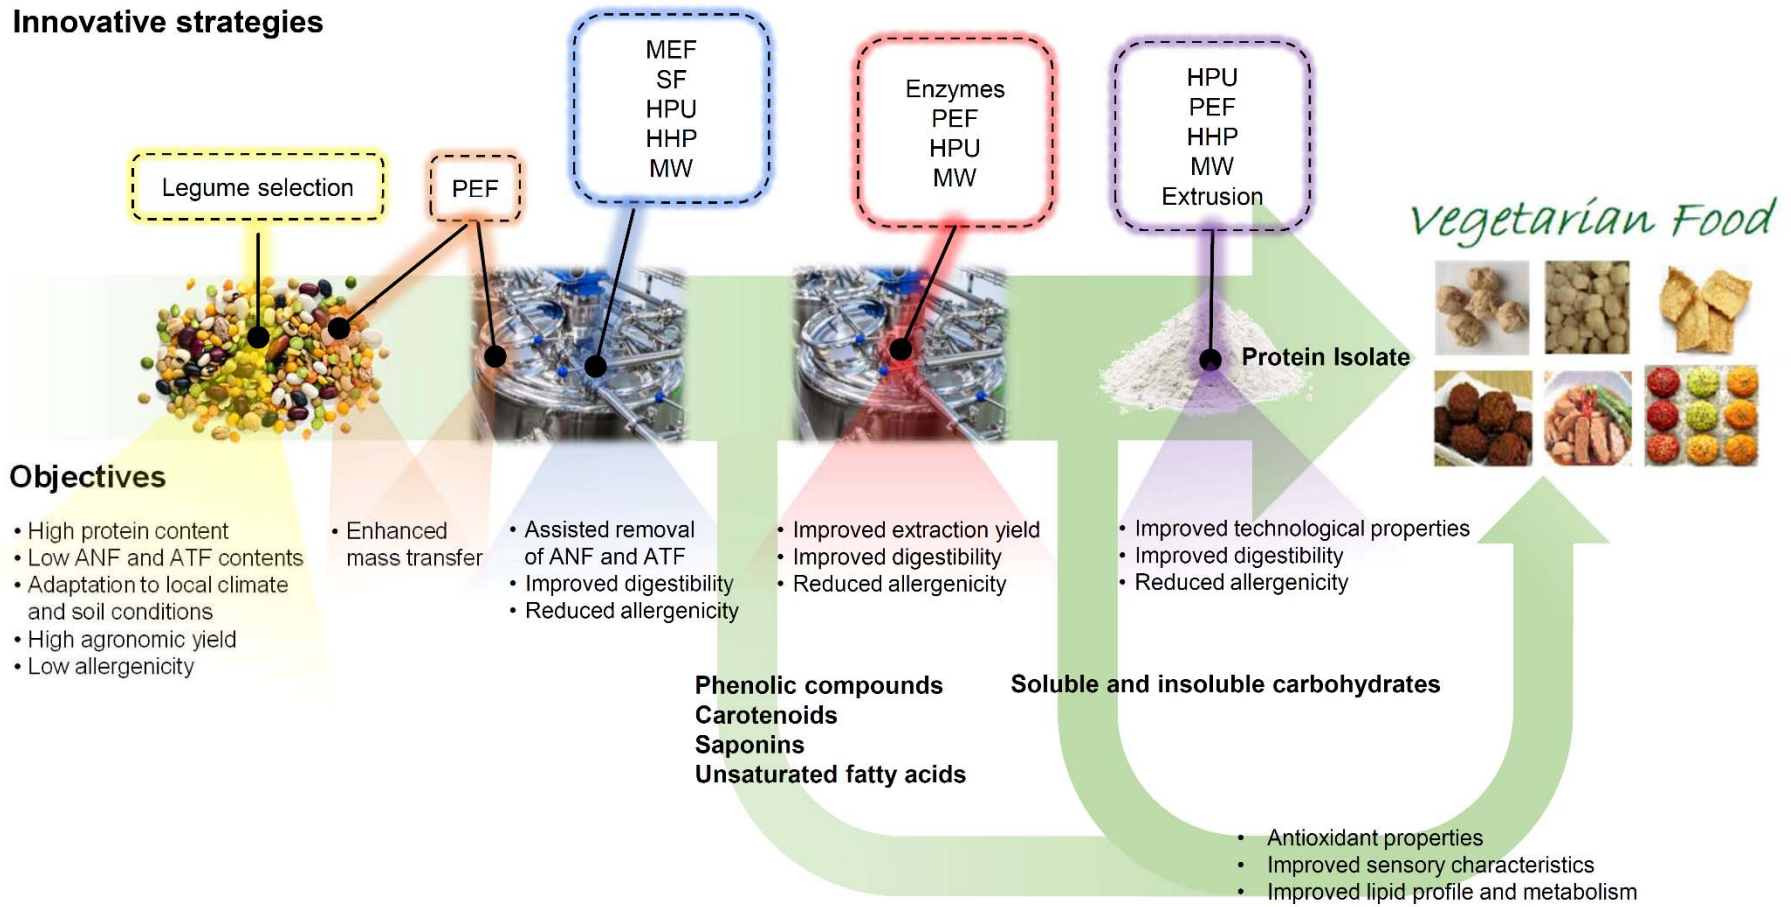 Innovative strategies
Legume selection
PEF
MEF
SF
HPU
HHP
MW
Enzymes
PEF
HPU
MW
HPU
PEF
HHP
MW
Extrusion
Vegetarian Food
Protein Isolate
Objectives
• High protein content
• Low ANF and ATF contents
• Adaptation to local climate
and soil conditions
• High agronomic yield
• Low allergenicity
• Enhanced
mass transfer
• Assisted removal
of ANF and ATF
• Improved digestibility
• Reduced allergenicity
• Improved extraction yield
• Improved digestibility
• Reduced allergenicity
• Improved technological properties
• Improved digestibility
• Reduced allergenicity
Phenolic compounds
Carotenoids
Saponins
Unsaturated fatty acids
Soluble and insoluble carbohydrates
• Antioxidant properties
• Improved sensory characteristics
• Improved lipid profile and metabolism